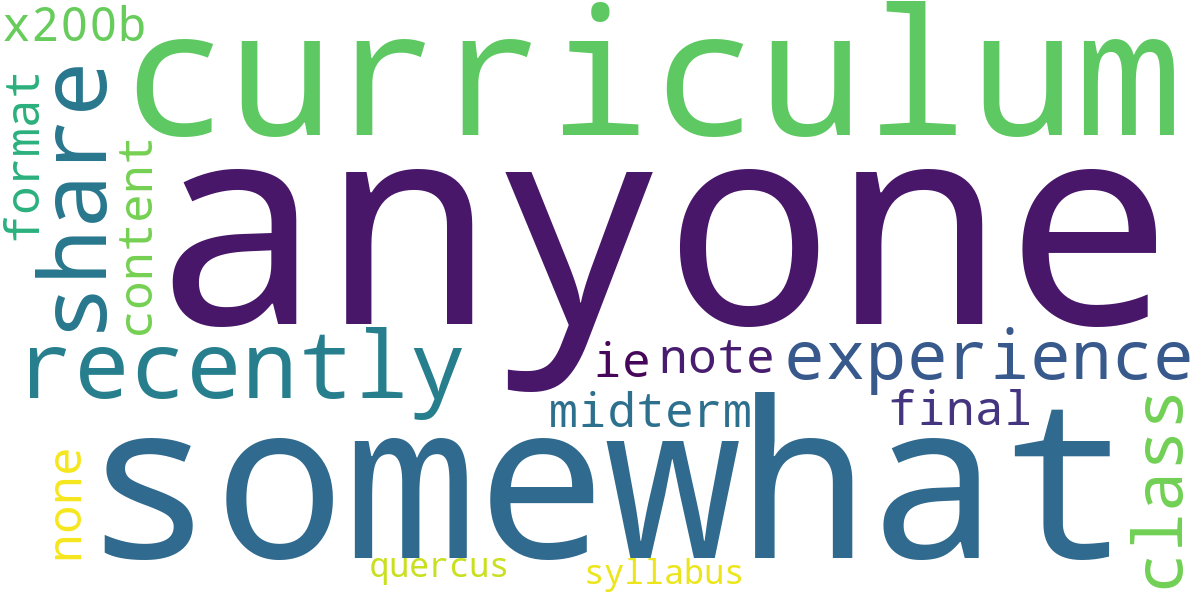 x200b
curriculum
format
share
content
anyone
recently
ie
note
experience
midterm
final
somewhat
class
none
quercus
syllabus